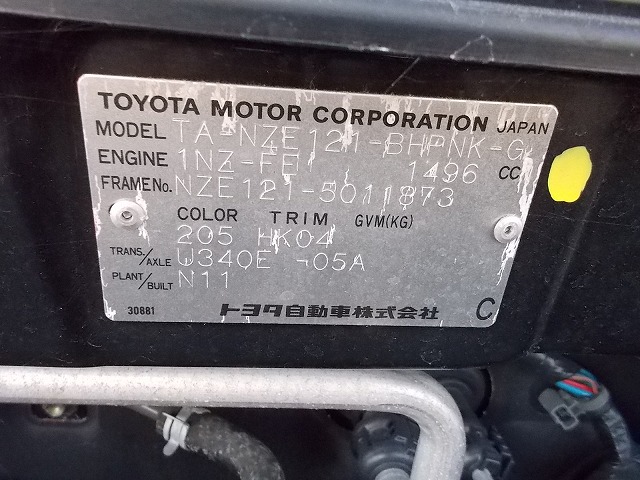 TOYOTA MOTOR CORPORATION JAPAN
MODEL TA-NZE121-BHPNK-G
ENGINE 1NZ-FE 1496 CC
FRAME No. NZE121-5011873
COLOR TRIM GVM(KG)
205 HK04
TRANS./AXLE U340E -05A
PLANT/BUILT N11
30881 トヨタ自動車株式会社 C